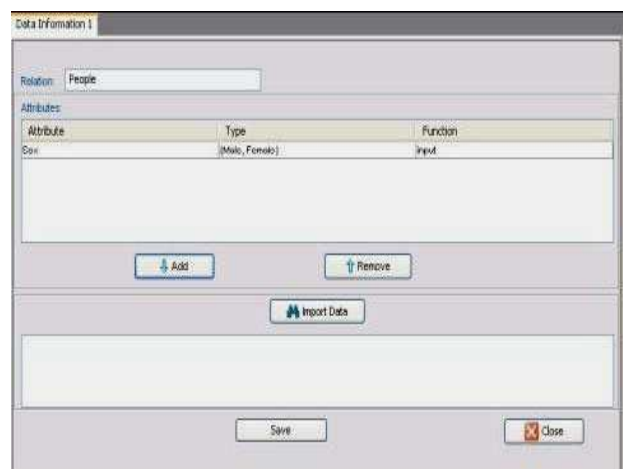 Data Information 1
Relation: People
Attributes:
Attribute Type Function
Sex {Male, Female} input
Add Remove
Import Data
Save Close